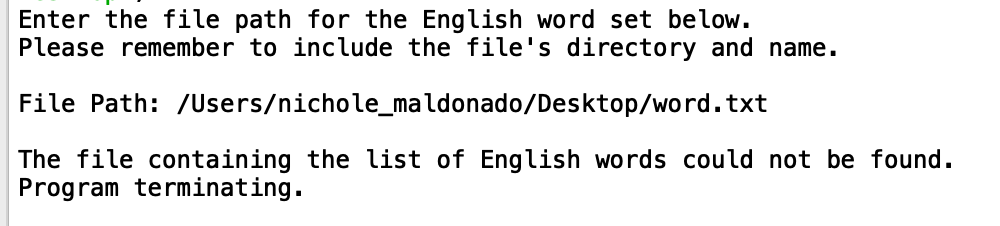 Enter the file path for the English word set below.
Please remember to include the file's directory and name.
File Path: /Users/nichole_maldonado/Desktop/word.txt
The file containing the list of English words could not be found.
Program terminating.